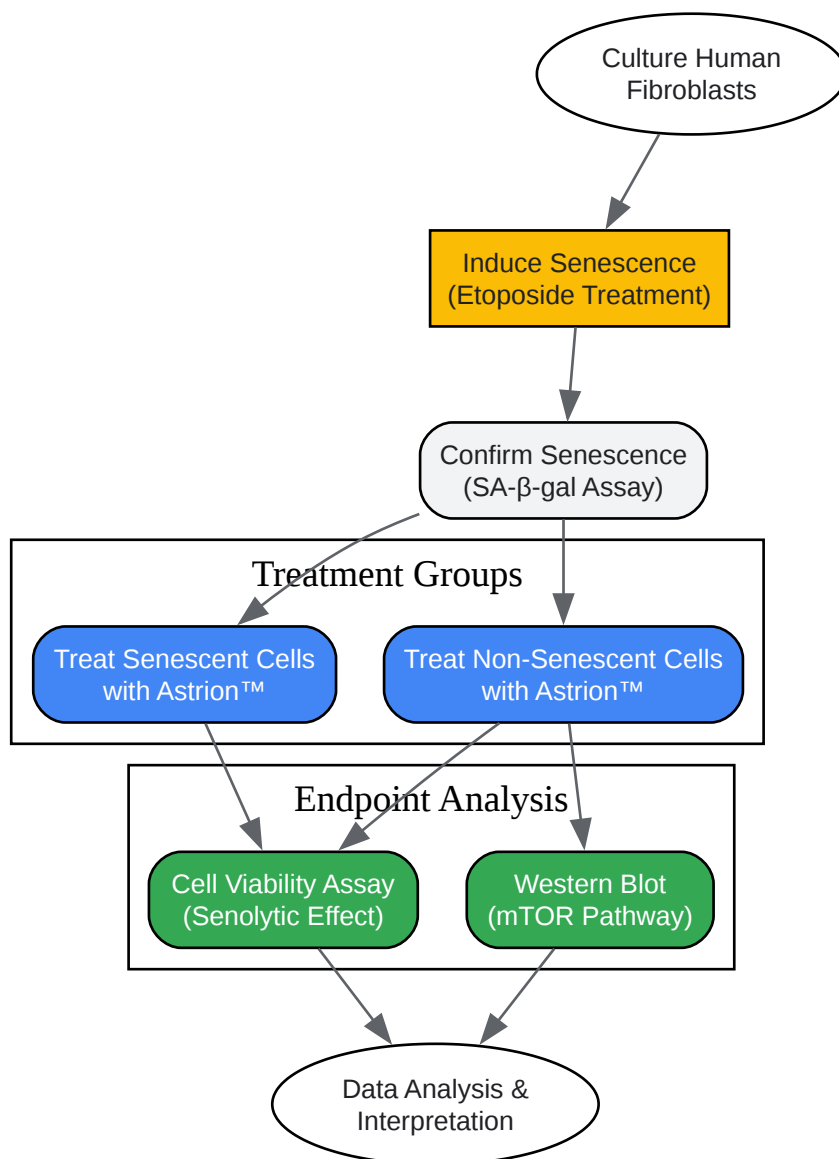 Culture Human
Fibroblasts
Induce Senescence
(Etoposide Treatment)
Confirm Senescence
(SA-β-gal Assay)
Treatment Groups
Treat Senescent Cells
with Astrion™
Treat Non-Senescent Cells
with Astrion™
Endpoint Analysis
Cell Viability Assay
(Senolytic Effect)
Western Blot
(mTOR Pathway)
Data Analysis &
Interpretation